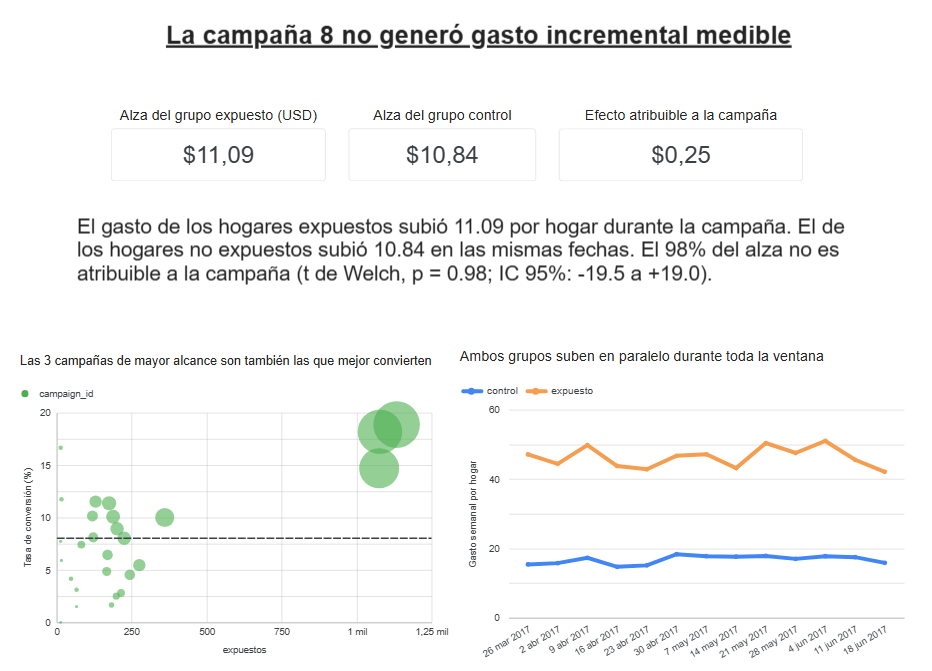 La campaña 8 no generó gasto incremental medible
Alza del grupo expuesto (USD)
$11,09
Alza del grupo control
$10,84
Efecto atribuible a la campaña
$0,25
El gasto de los hogares expuestos subió 11.09 por hogar durante la campaña. El de
los hogares no expuestos subió 10.84 en las mismas fechas. El 98% del alza no es
atribuible a la campaña (t de Welch, p = 0.98; IC 95%: -19.5 a +19.0).
Las 3 campañas de mayor alcance son también las que mejor convierten
campaign_id
Tasa de conversión (%)
20
15
10
5
0
0
250
500
750
1 mil
1,25 mil
expuestos
Ambos grupos suben en paralelo durante toda la ventana
control
expuesto
Gasto semanal por hogar
60
40
20
0
26 mar 2017
2 abr 2017
9 abr 2017
16 abr 2017
23 abr 2017
30 abr 2017
7 may 2017
14 may 2017
21 may 2017
28 may 2017
4 jun 2017
11 jun 2017
18 jun 2017